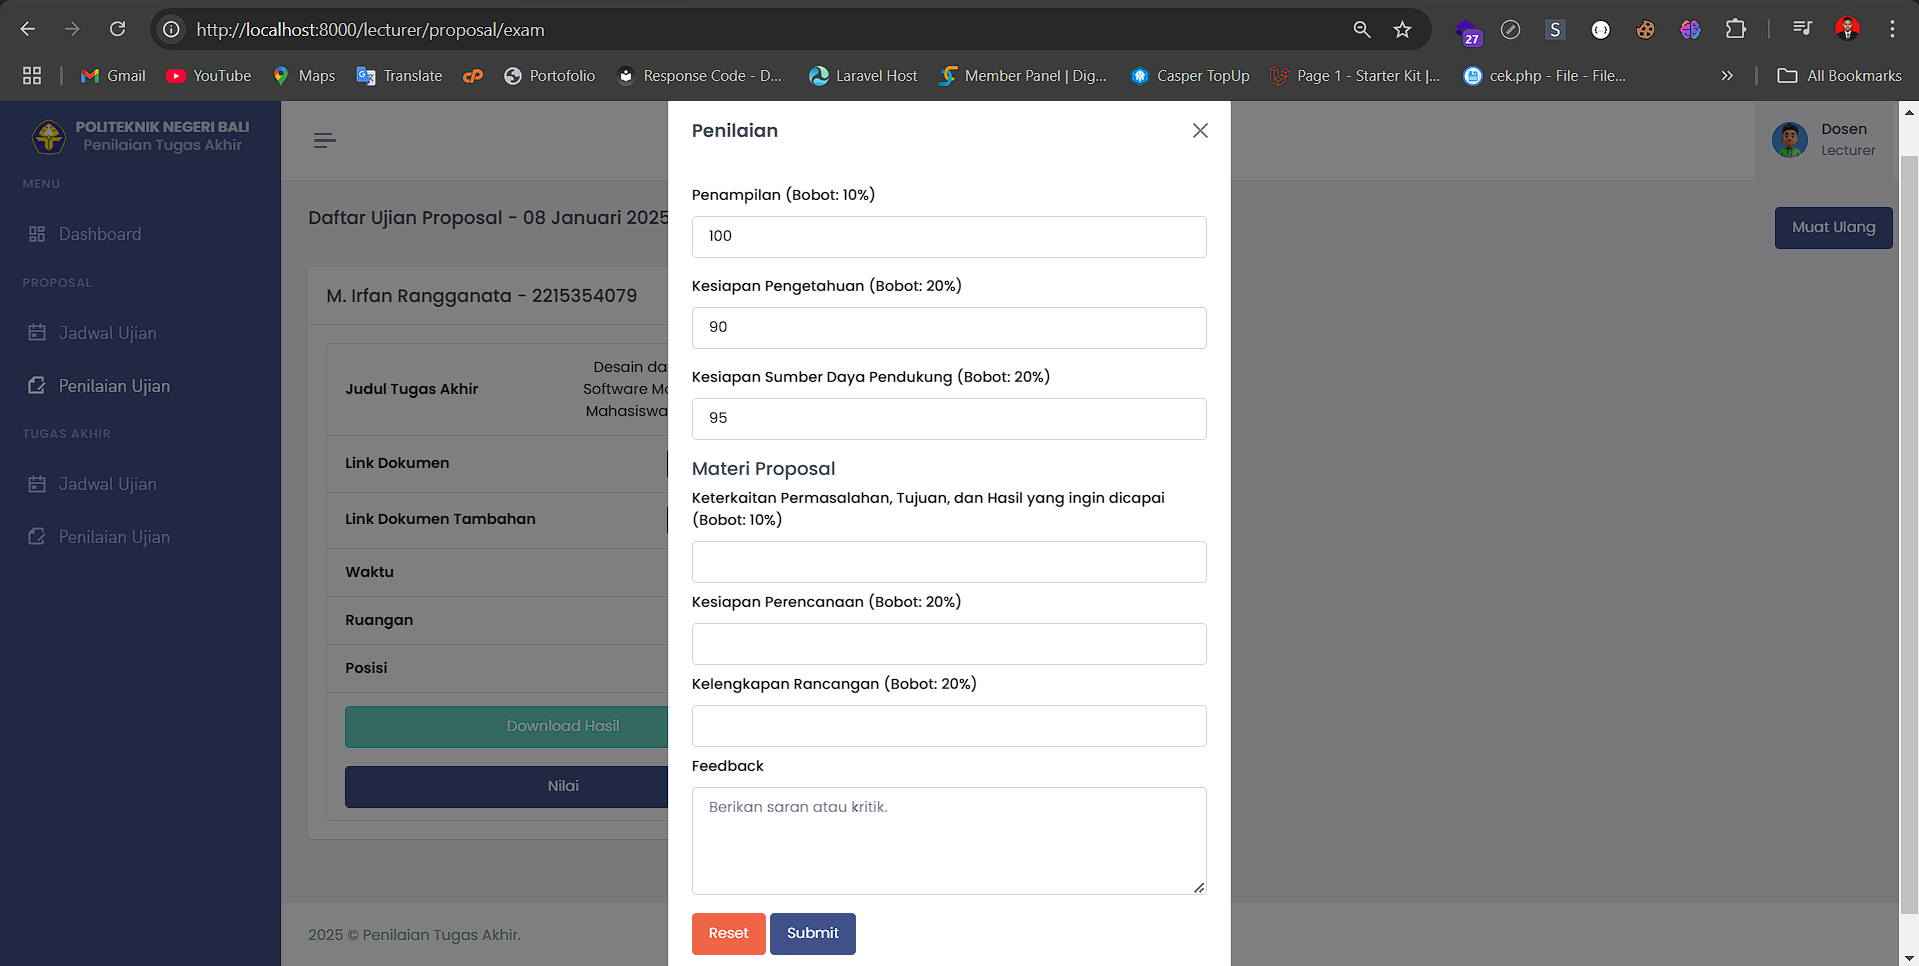 http://localhost:8000/lecturer/proposal/exam
27
S
Gmail
YouTube
Maps
Translate
cP
Portofolio
Response Code - D...
Laravel Host
Member Panel | Dig...
Casper TopUp
Page 1 - Starter Kit |...
cek.php - File - File...
All Bookmarks
POLITEKNIK NEGERI BALI
Penilaian Tugas Akhir
MENU
Dashboard
PROPOSAL
Jadwal Ujian
Penilaian Ujian
TUGAS AKHIR
Jadwal Ujian
Penilaian Ujian
Dosen
Lecturer
Daftar Ujian Proposal - 08 Januari 2025
Muat Ulang
M. Irfan Rangganata - 2215354079
Judul Tugas Akhir
Desain da
Software Mo
Mahasiswa
Link Dokumen
Link Dokumen Tambahan
Waktu
Ruangan
Posisi
Download Hasil
Nilai
2025 © Penilaian Tugas Akhir.
Penilaian
Penampilan (Bobot: 10%)
100
Kesiapan Pengetahuan (Bobot: 20%)
90
Kesiapan Sumber Daya Pendukung (Bobot: 20%)
95
Materi Proposal
Keterkaitan Permasalahan, Tujuan, dan Hasil yang ingin dicapai
(Bobot: 10%)
Kesiapan Perencanaan (Bobot: 20%)
Kelengkapan Rancangan (Bobot: 20%)
Feedback
Berikan saran atau kritik.
Reset
Submit